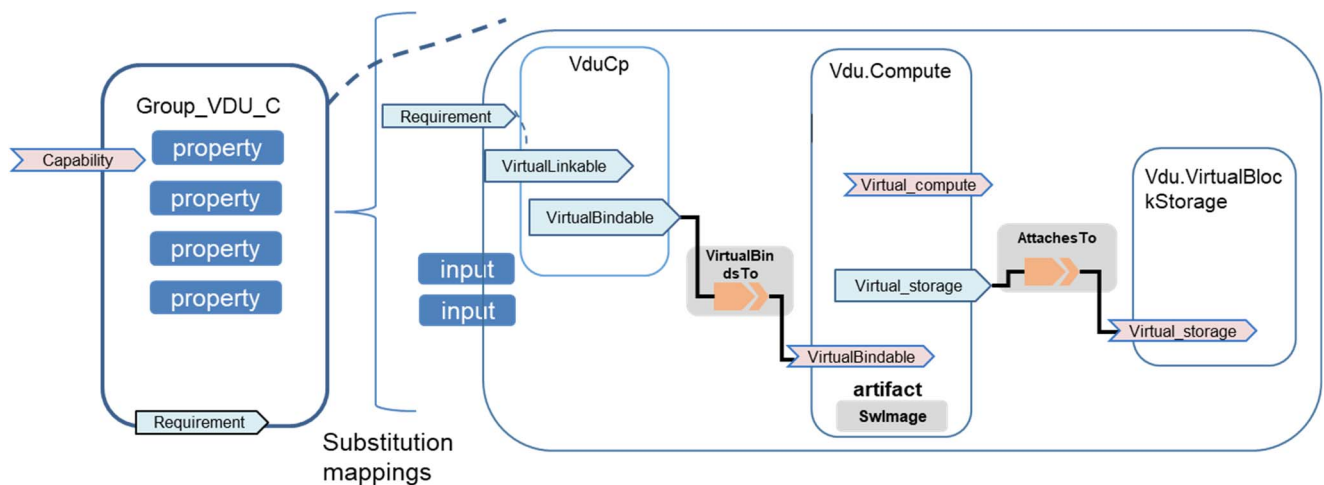 Group_VDU_C
Capability
property
property
property
property
Requirement
Substitution
mappings
Requirement
input
input
VduCp
VirtualLinkable
VirtualBindable
VirtualBin
dsTo
Vdu.Compute
Virtual_compute
Virtual_storage
VirtualBindable
artifact
SwImage
AttachesTo
Vdu.VirtualBloc
kStorage
Virtual_storage